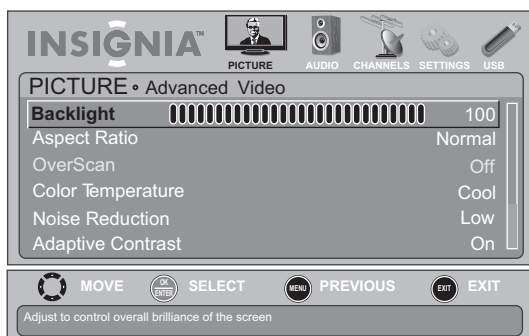 INSIGNIA™
PICTURE AUDIO CHANNELS SETTINGS USB
PICTURE • Advanced Video
Backlight 100
Aspect Ratio Normal
OverScan Off
Color Temperature Cool
Noise Reduction Low
Adaptive Contrast On
MOVE OK ENTER SELECT MENU PREVIOUS EXIT EXIT
Adjust to control overall brilliance of the screen